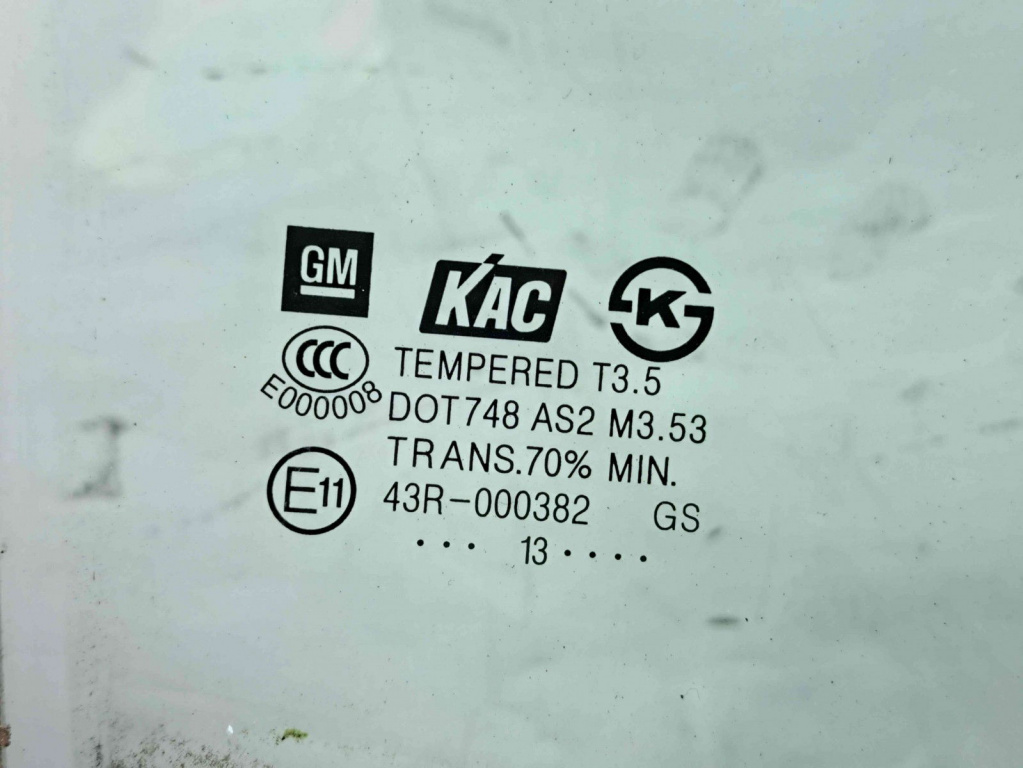 GM
KAC
K
CCC
E000008
TEMPERED T3.5
DOT748 AS2 M3.53
TRANS.70% MIN.
E11
43R-000382 GS
··· 13 ····